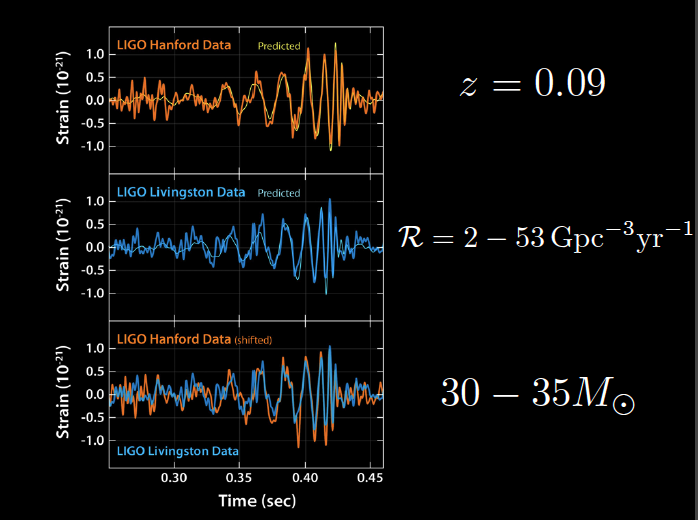 LIGO Hanford Data Predicted
1.0
0.5
0.0
-0.5
-1.0
Strain (10⁻²¹)
z = 0.09
LIGO Livingston Data Predicted
1.0
0.5
0.0
-0.5
-1.0
Strain (10⁻²¹)
ℛ = 2 − 53 Gpc⁻³yr⁻¹
LIGO Hanford Data (shifted)
1.0
0.5
0.0
-0.5
-1.0
Strain (10⁻²¹)
LIGO Livingston Data
30 − 35M☉
0.30 0.35 0.40 0.45
Time (sec)